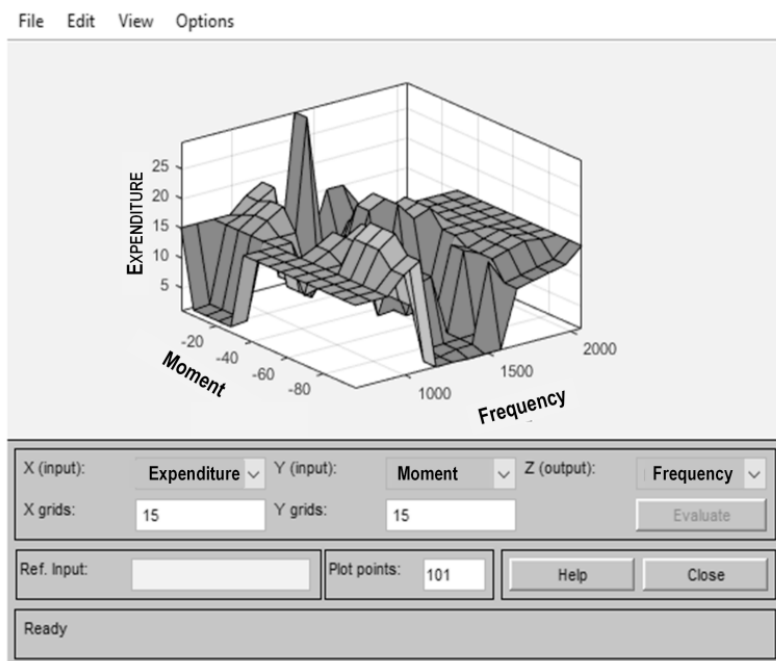 File Edit View Options
25
20
15
10
5
EXPENDITURE
-20
-40
-60
-80
Moment
1000
1500
2000
Frequency
X (input): Expenditure Y (input): Moment Z (output): Frequency
X grids: 15 Y grids: 15 Evaluate
Ref. Input: Plot points: 101 Help Close
Ready